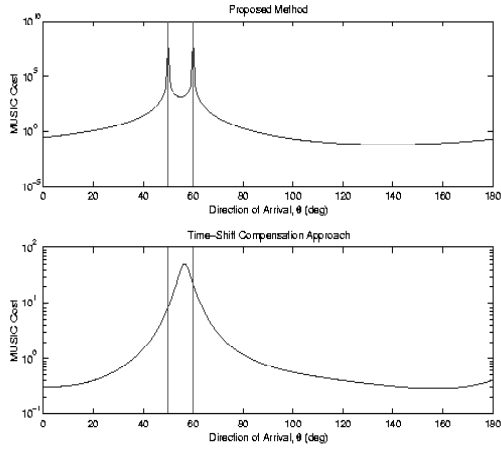 Proposed Method
10^10
10^5
10^0
10^-5
MUSIC Cost
0 20 40 60 80 100 120 140 160 180
Direction of Arrival, θ (deg)
Time-Shift Compensation Approach
10^2
10^1
10^0
10^-1
MUSIC Cost
0 20 40 60 80 100 120 140 160 180
Direction of Arrival, θ (deg)